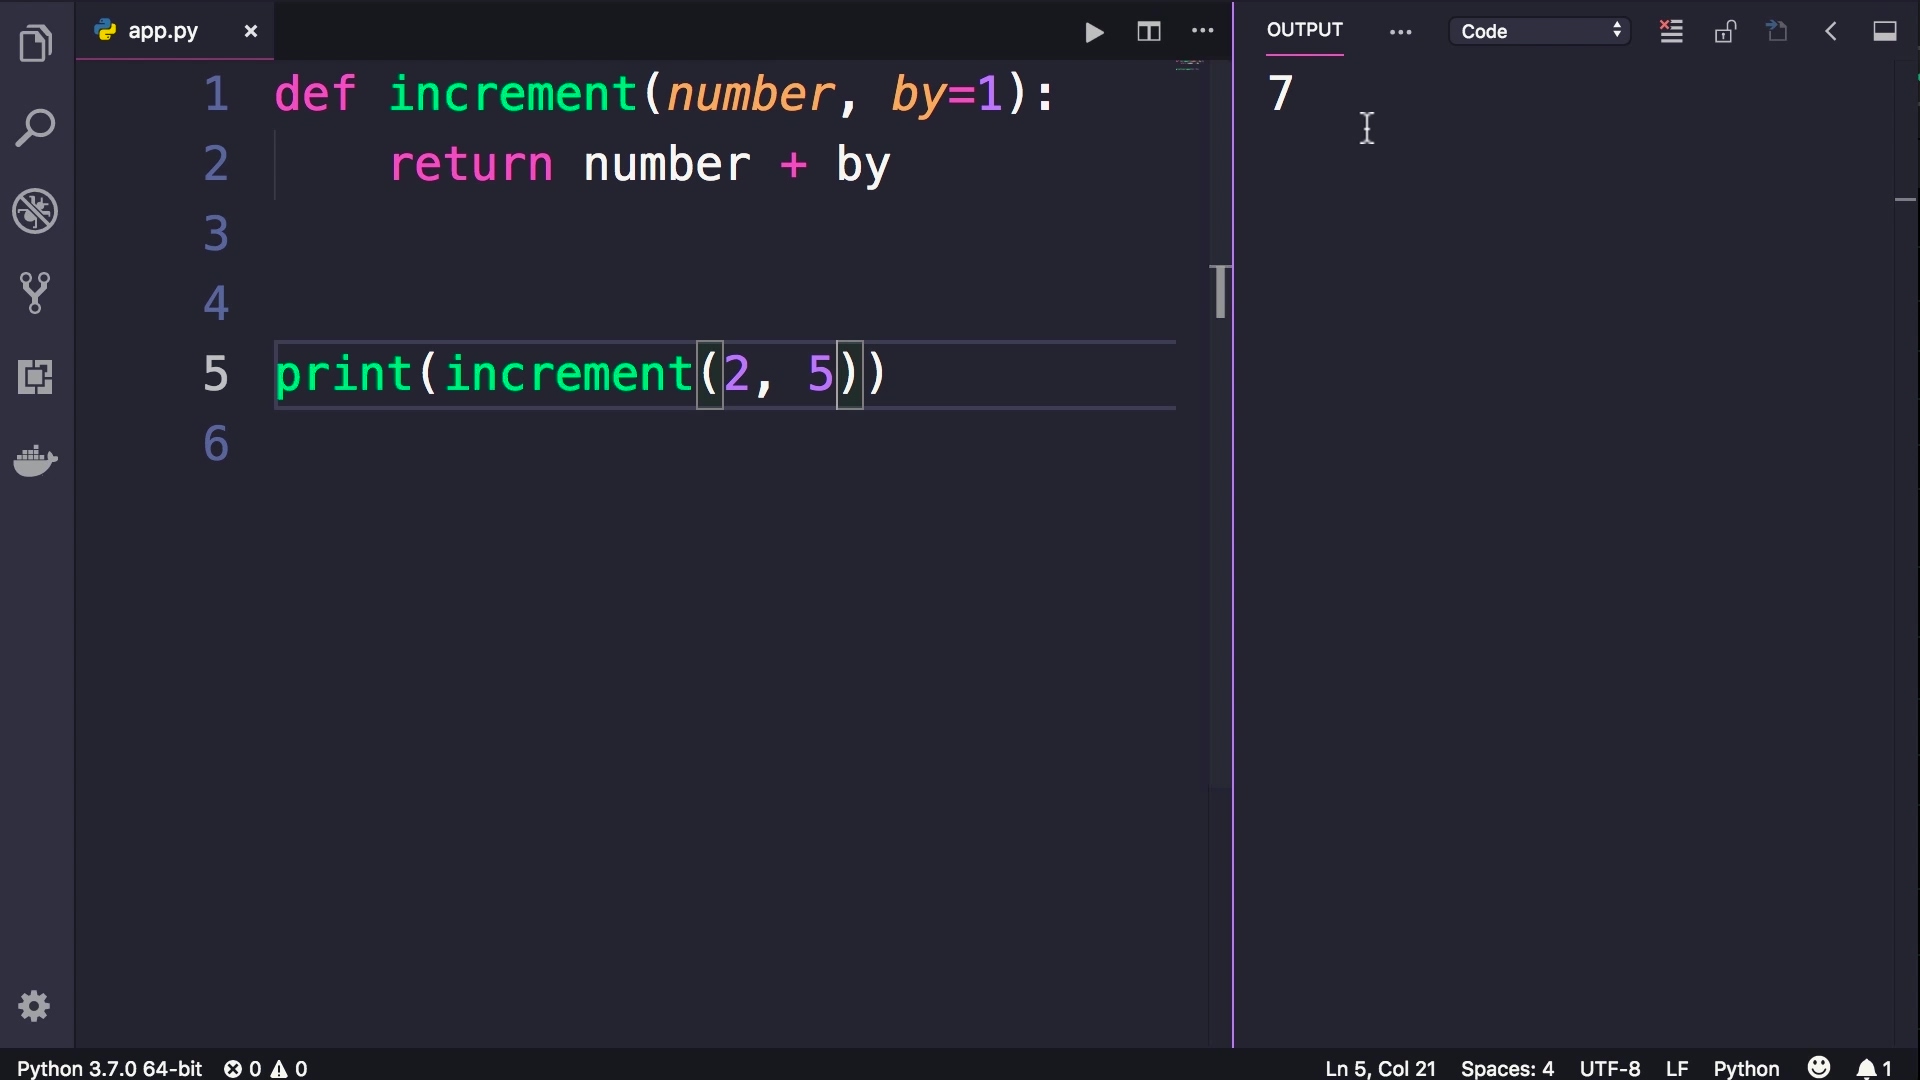 app.py ×
OUTPUT ... Code
1 def increment(number, by=1):
2     return number + by
3
4
5 print(increment(2, 5))
6
7
Python 3.7.0 64-bit 0 0 Ln 5, Col 21 Spaces: 4 UTF-8 LF Python 1